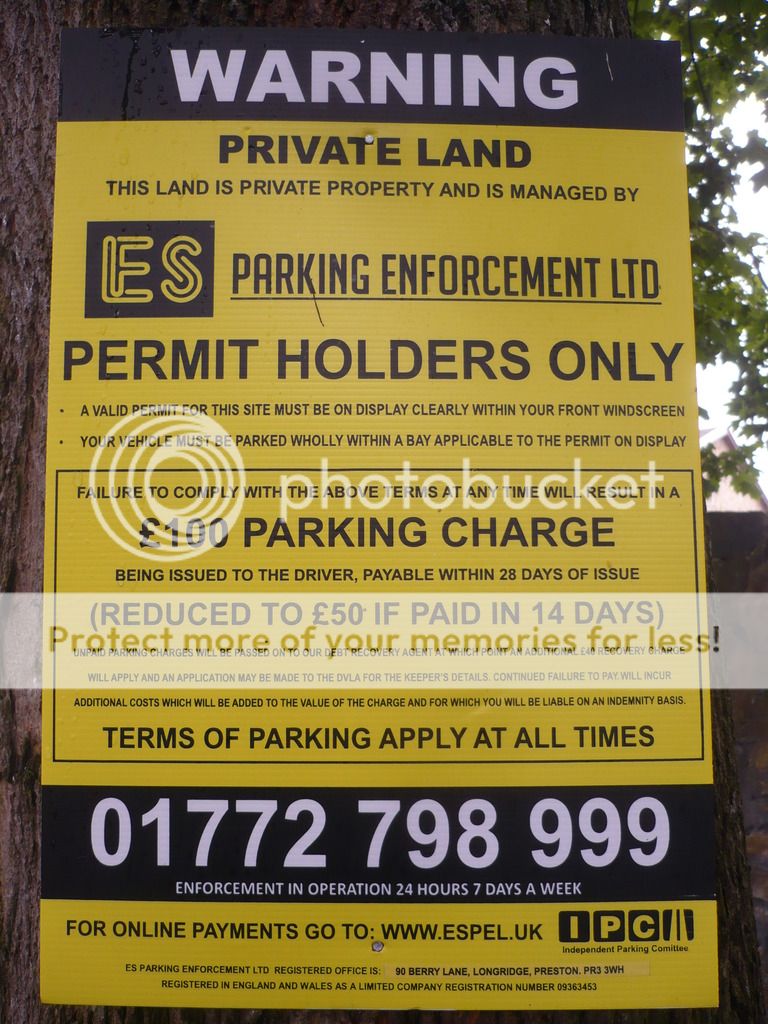 WARNING
PRIVATE LAND
THIS LAND IS PRIVATE PROPERTY AND IS MANAGED BY
ES PARKING ENFORCEMENT LTD
PERMIT HOLDERS ONLY
• A VALID PERMIT FOR THIS SITE MUST BE ON DISPLAY CLEARLY WITHIN YOUR FRONT WINDSCREEN
• YOUR VEHICLE MUST BE PARKED WHOLLY WITHIN A BAY APPLICABLE TO THE PERMIT ON DISPLAY
photobucket
FAILURE TO COMPLY WITH THE ABOVE TERMS AT ANY TIME WILL RESULT IN A
£100 PARKING CHARGE
BEING ISSUED TO THE DRIVER, PAYABLE WITHIN 28 DAYS OF ISSUE
(REDUCED TO £50 IF PAID IN 14 DAYS)
Protect more of your memories for less!
UNPAID PARKING CHARGES WILL BE PASSED ON TO OUR DEBT RECOVERY AGENT AT WHICH POINT AN ADDITIONAL £40 RECOVERY CHARGE
WILL APPLY AND AN APPLICATION MAY BE MADE TO THE DVLA FOR THE KEEPER'S DETAILS. CONTINUED FAILURE TO PAY WILL INCUR
ADDITIONAL COSTS WHICH WILL BE ADDED TO THE VALUE OF THE CHARGE AND FOR WHICH YOU WILL BE LIABLE ON AN INDEMNITY BASIS.
TERMS OF PARKING APPLY AT ALL TIMES
01772 798 999
ENFORCEMENT IN OPERATION 24 HOURS 7 DAYS A WEEK
FOR ONLINE PAYMENTS GO TO: WWW.ESPEL.UK IPC
Independent Parking Comittee
ES PARKING ENFORCEMENT LTD REGISTERED OFFICE IS: 90 BERRY LANE, LONGRIDGE, PRESTON. PR3 3WH
REGISTERED IN ENGLAND AND WALES AS A LIMITED COMPANY REGISTRATION NUMBER 09363453